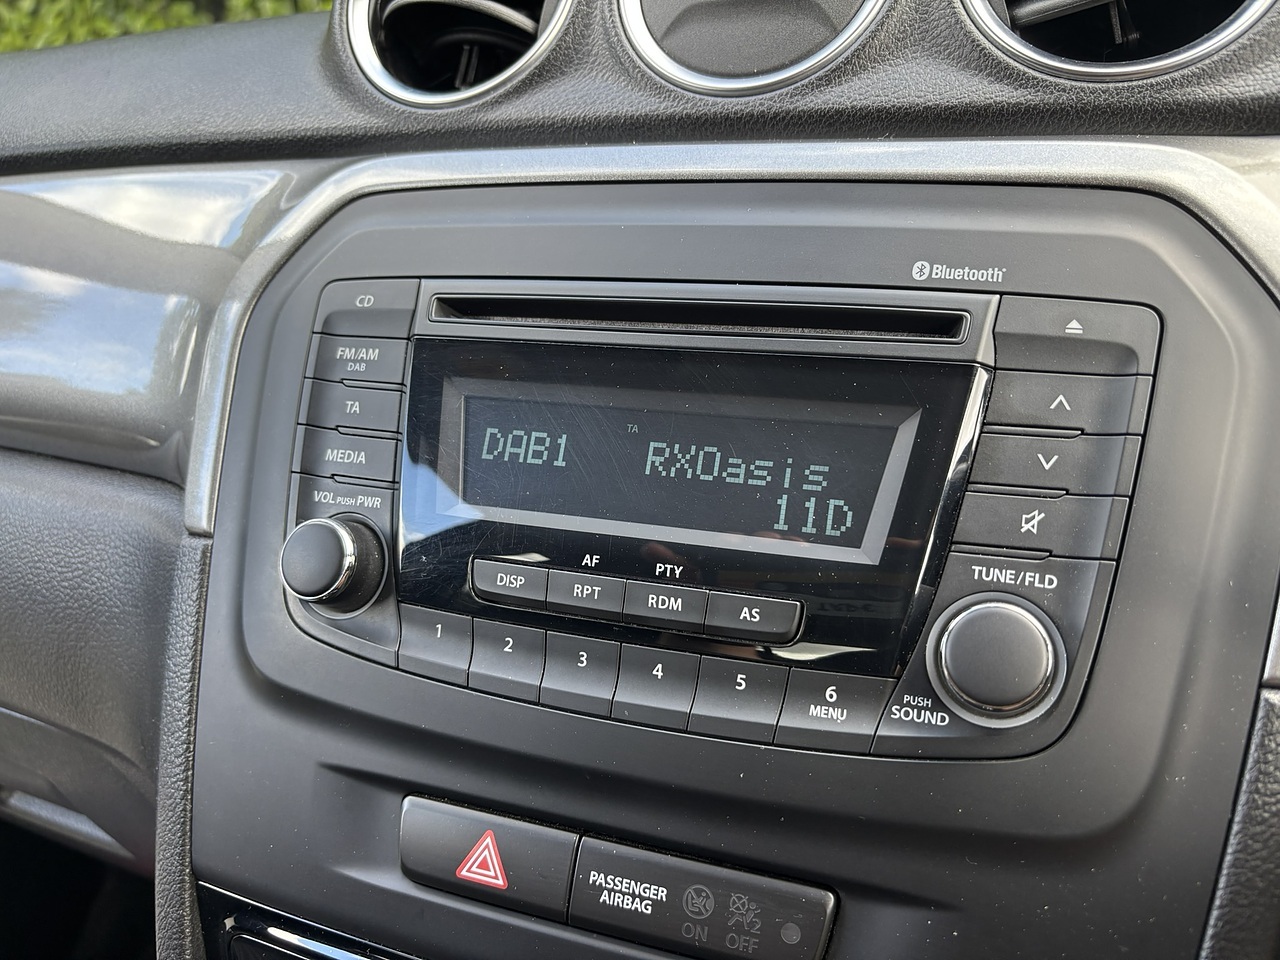 Bluetooth
CD
FM/AM
DAB
TA
MEDIA
VOL PUSH PWR
TA
DAB1 RXOasis
11D
AF PTY
DISP RPT RDM AS
1 2 3 4 5 6
MENU
TUNE/FLD
PUSH
SOUND
PASSENGER
AIRBAG
ON OFF